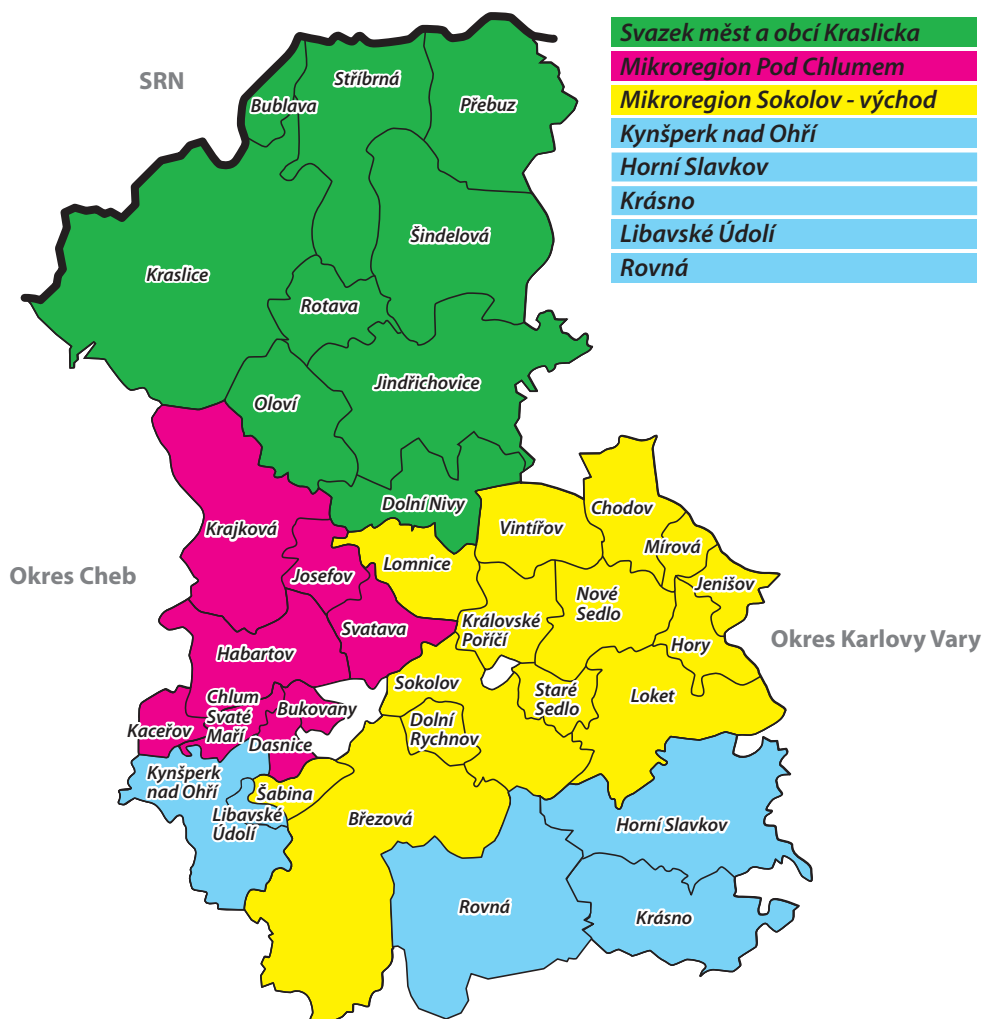 Svazek měst a obcí Kraslicka
Mikroregion Pod Chlumem
Mikroregion Sokolov - východ
Kynšperk nad Ohří
Horní Slavkov
Krásno
Libavské Údolí
Rovná
SRN
Stříbrná
Bublava
Přebuz
Šindelová
Kraslice
Rotava
Jindřichovice
Oloví
Dolní Nivy
Chodov
Vintířov
Krajková
Mírová
Lomnice
Okres Cheb
Josefov
Jenišov
Nové
Sedlo
Královské
Poříčí
Svatava
Okres Karlovy Vary
Hory
Habartov
Sokolov
Staré
Sedlo
Loket
Chlum
Svaté
Maří
Bukovany
Dolní
Rychnov
Kaceřov
Dasnice
Kynšperk
nad Ohří
Šabina
Libavské
Údolí
Březová
Horní Slavkov
Rovná
Krásno